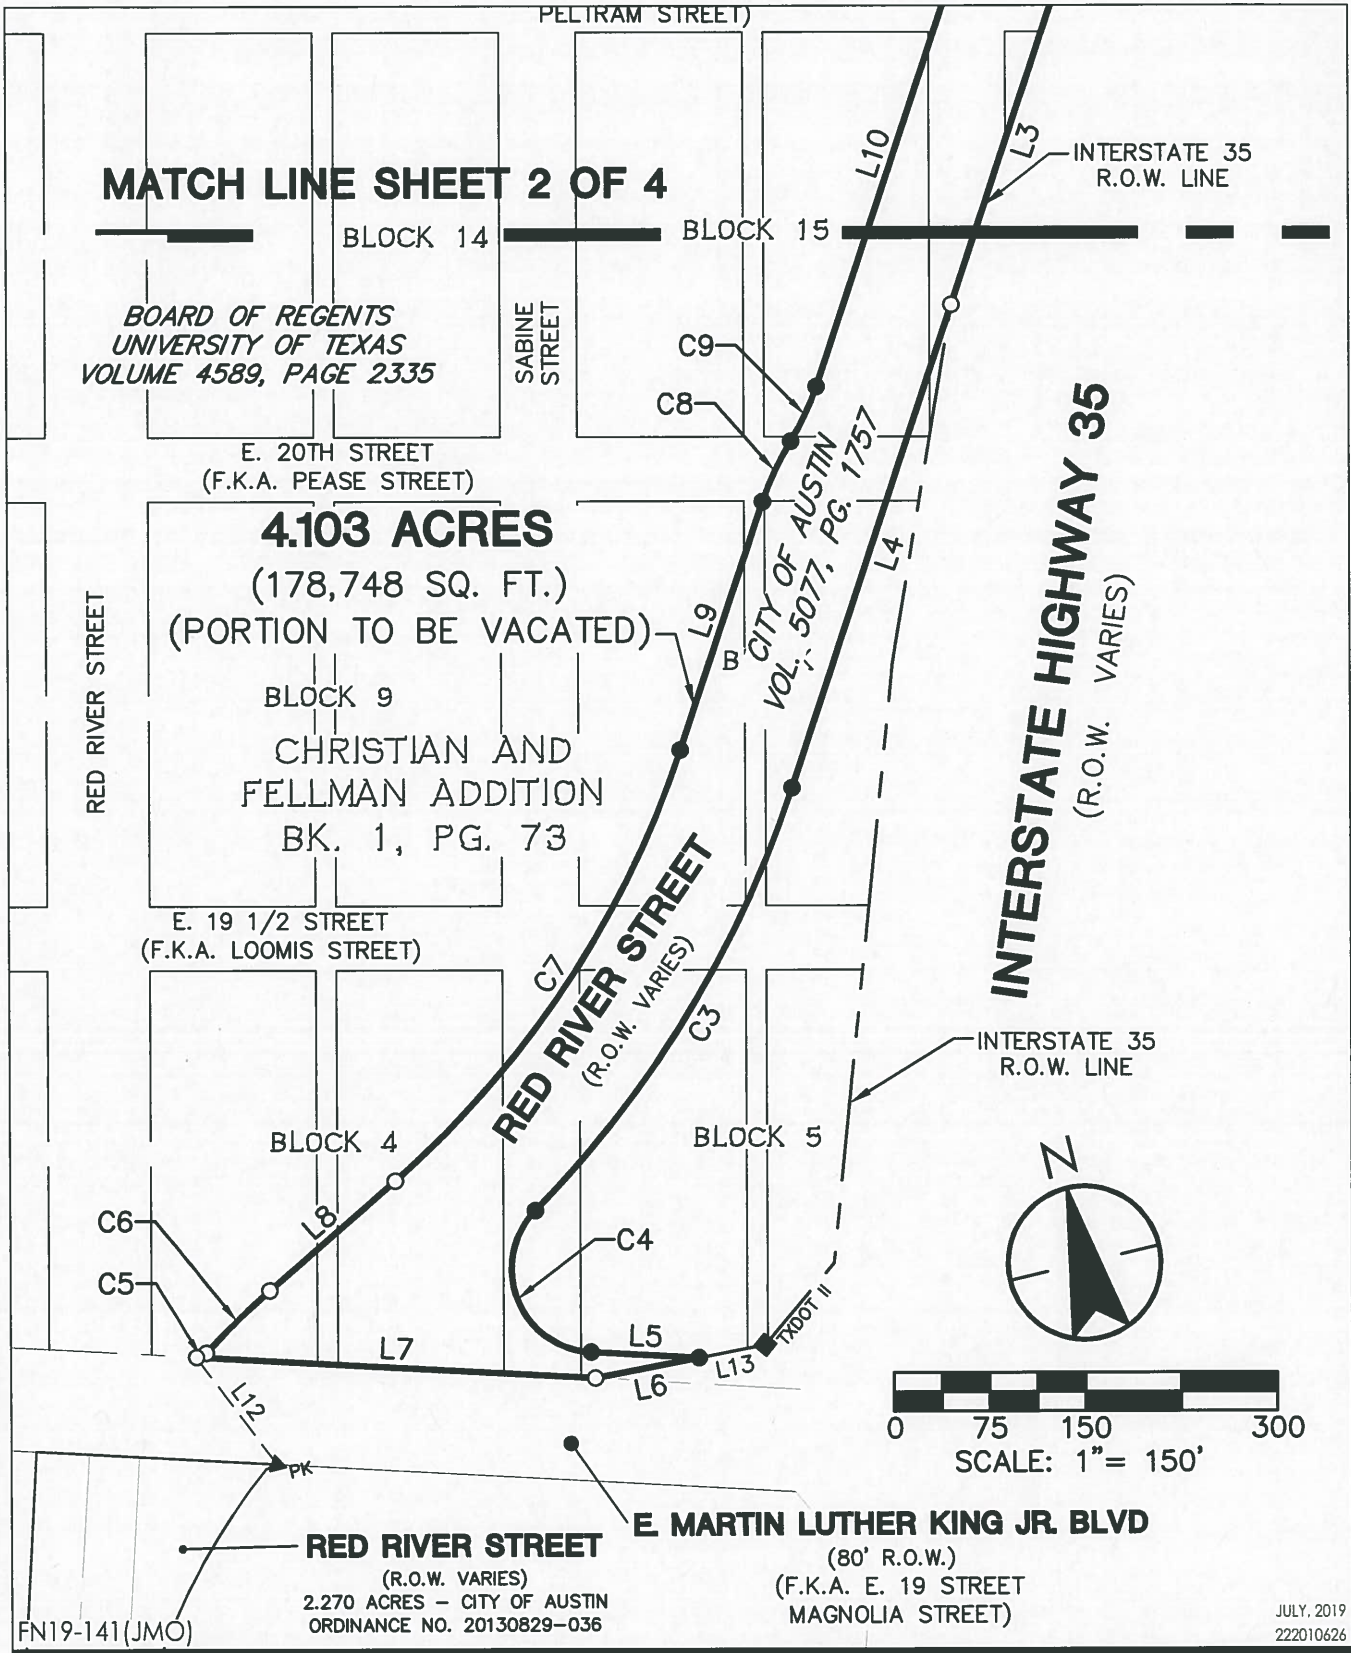 PELTRAM STREET)
L10
L3
INTERSTATE 35
R.O.W. LINE
MATCH LINE SHEET 2 OF 4
BLOCK 14
BLOCK 15
BOARD OF REGENTS
UNIVERSITY OF TEXAS
VOLUME 4589, PAGE 2335
SABINE
STREET
C9
C8
E. 20TH STREET
(F.K.A. PEASE STREET)
CITY OF AUSTIN
VOL. 5077, PG. 1757
INTERSTATE HIGHWAY 35
(R.O.W. VARIES)
4.103 ACRES
(178,748 SQ. FT.)
(PORTION TO BE VACATED)
L4
L9
B
RED RIVER STREET
BLOCK 9
CHRISTIAN AND
FELLMAN ADDITION
BK. 1, PG. 73
E. 19 1/2 STREET
(F.K.A. LOOMIS STREET)
C7
RED RIVER STREET
(R.O.W. VARIES)
C3
INTERSTATE 35
R.O.W. LINE
BLOCK 4
BLOCK 5
N
C6
L8
C4
C5
TXDOT II
L7
L5
L6
L13
L12
PK
0 75 150 300
SCALE: 1"= 150'
RED RIVER STREET
(R.O.W. VARIES)
2.270 ACRES – CITY OF AUSTIN
ORDINANCE NO. 20130829–036
E. MARTIN LUTHER KING JR. BLVD
(80' R.O.W.)
(F.K.A. E. 19 STREET
MAGNOLIA STREET)
FN19-141(JMO)
JULY, 2019
222010626